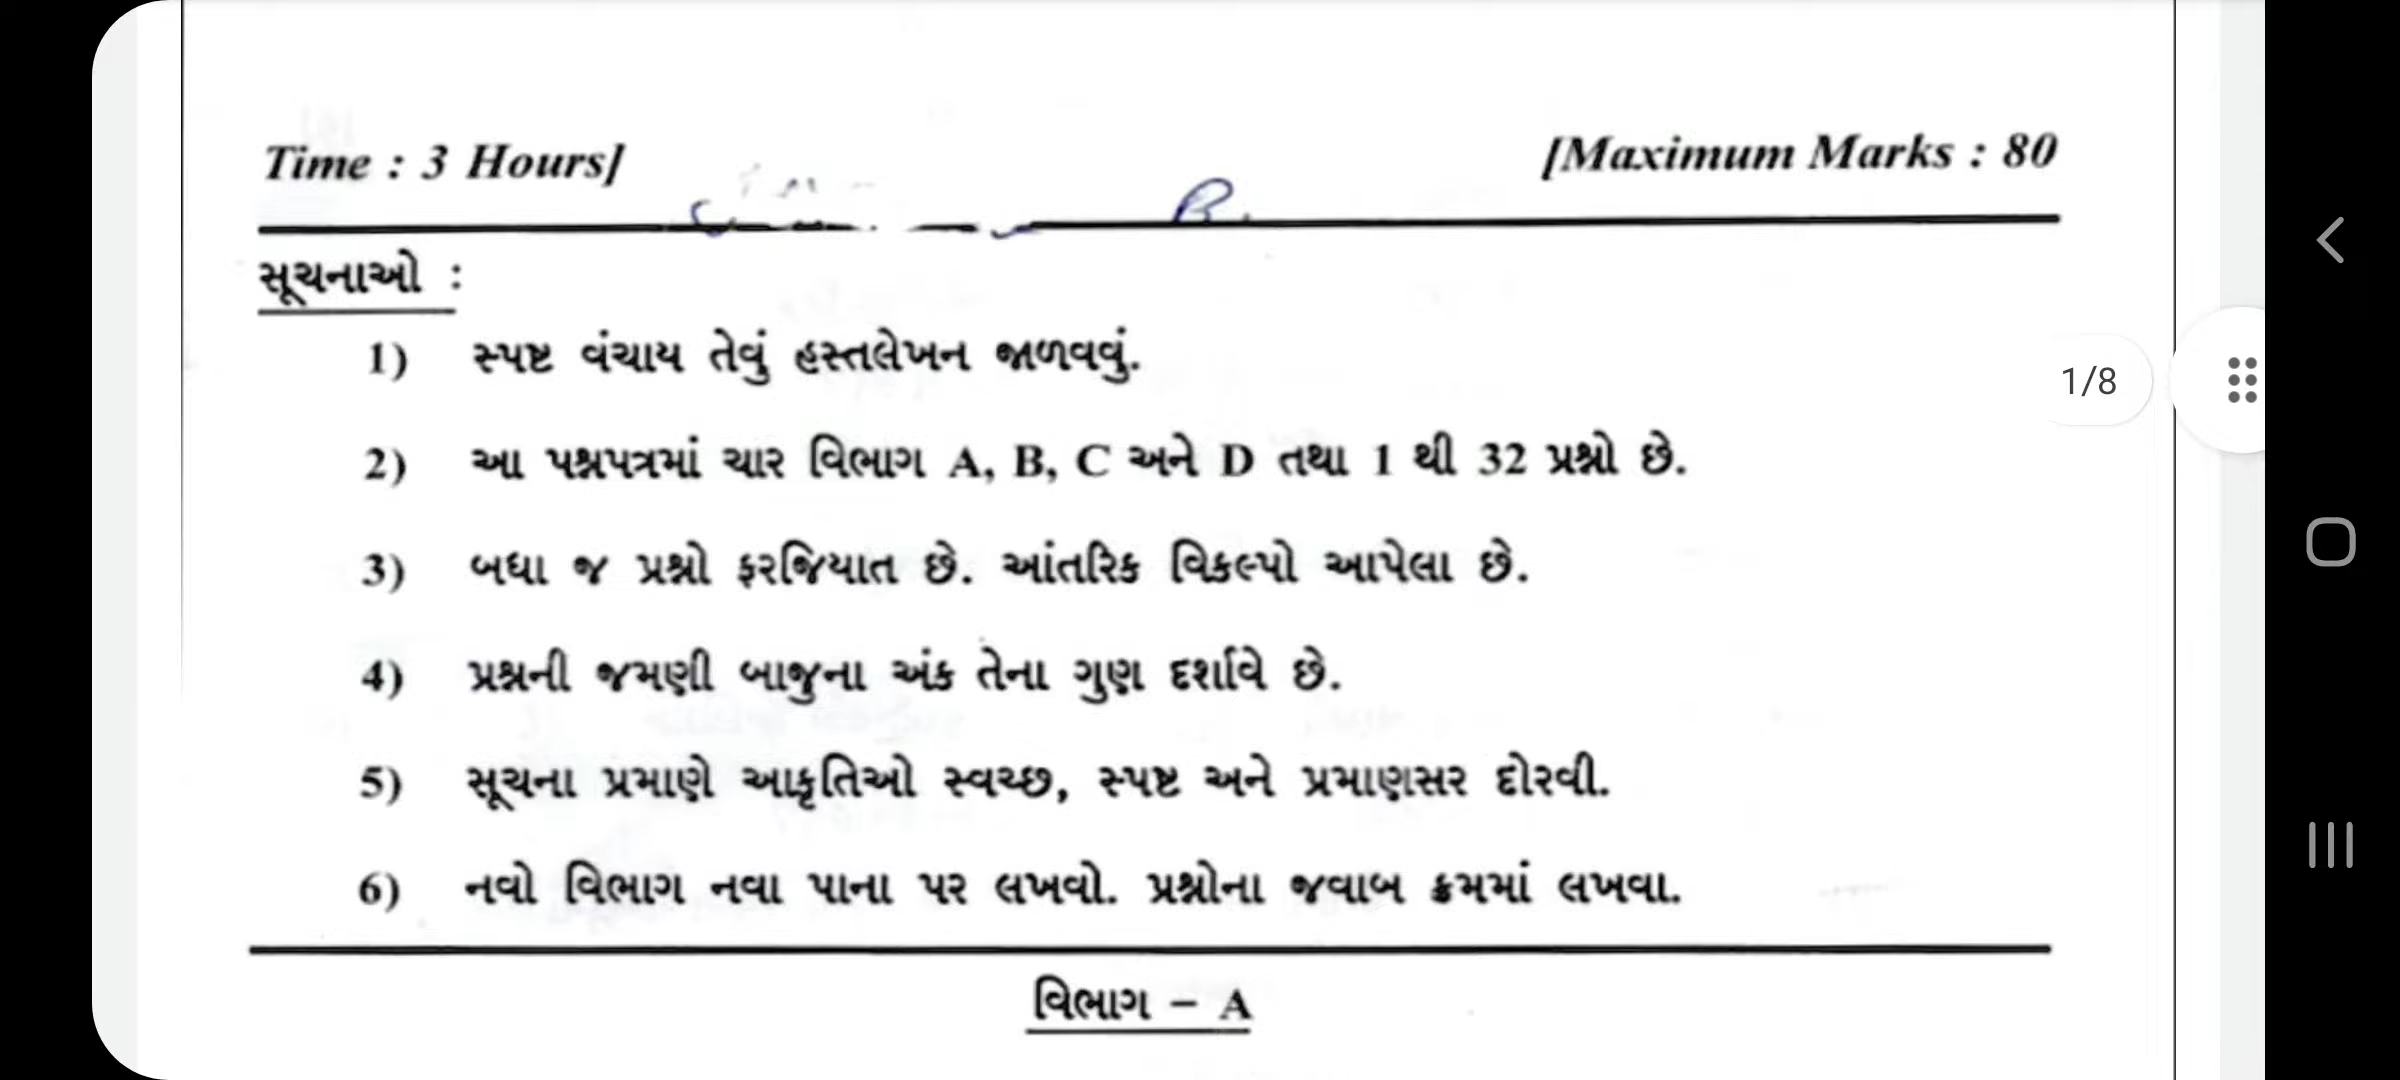 Time : 3 Hours]
[Maximum Marks : 80
સૂચનાઓ :
1) સ્પષ્ટ વંચાય તેવું હસ્તલેખન જાળવવું.
2) આ પશ્નપત્રમાં ચાર વિભાગ A, B, C અને D તથા 1 થી 32 પ્રશ્નો છે.
3) બધા જ પ્રશ્નો ફરજિયાત છે. આંતરિક વિકલ્પો આપેલા છે.
4) પ્રશ્નની જમણી બાજુના અંક તેના ગુણ દર્શાવે છે.
5) સૂચના પ્રમાણે આકૃતિઓ સ્વચ્છ, સ્પષ્ટ અને પ્રમાણસર દોરવી.
6) નવો વિભાગ નવા પાના પર લખવો. પ્રશ્નોના જવાબ ક્રમમાં લખવા.
વિભાગ – A
1/8